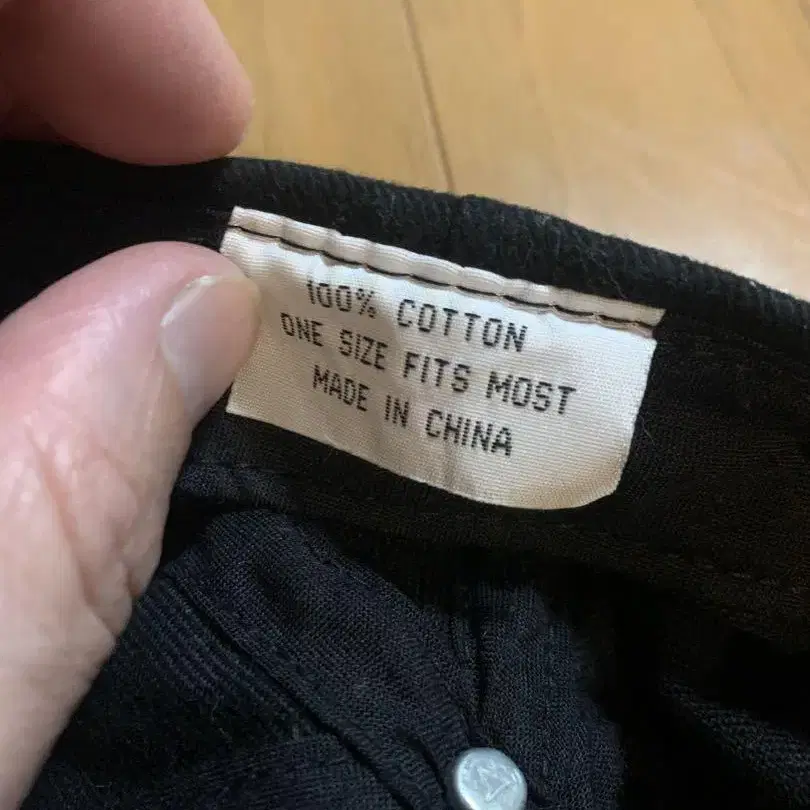 100% COTTON
ONE SIZE FITS MOST
MADE IN CHINA